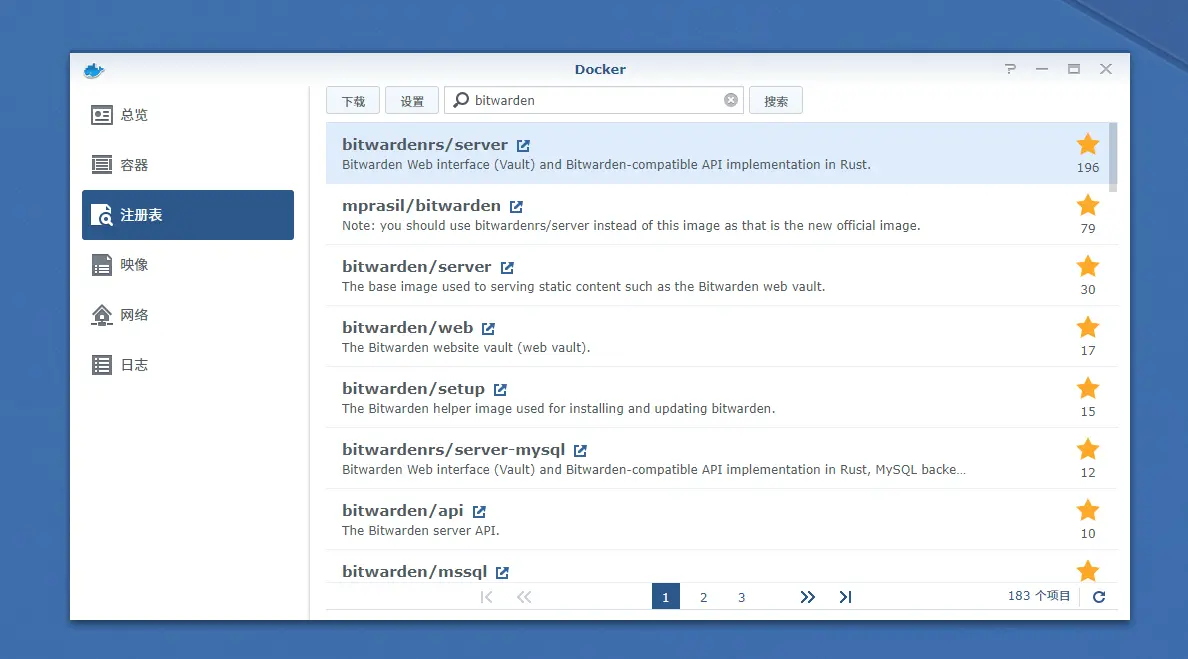 Docker
总览
容器
注册表
映像
网络
日志
下载 设置 bitwarden 搜索
bitwardenrs/server
Bitwarden Web interface (Vault) and Bitwarden-compatible API implementation in Rust.
196
mprasil/bitwarden
Note: you should use bitwardenrs/server instead of this image as that is the new official image.
79
bitwarden/server
The base image used to serving static content such as the Bitwarden web vault.
30
bitwarden/web
The Bitwarden website vault (web vault).
17
bitwarden/setup
The Bitwarden helper image used for installing and updating bitwarden.
15
bitwardenrs/server-mysql
Bitwarden Web interface (Vault) and Bitwarden-compatible API implementation in Rust, MySQL backe...
12
bitwarden/api
The Bitwarden server API.
10
bitwarden/mssql
1 2 3 183 个项目